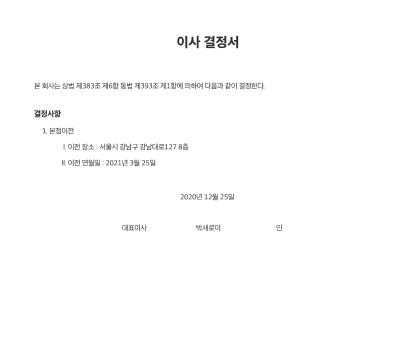 이사 결정서
본 회사는 상법 제383조 제6항 동법 제393조 제1항에 의하여 다음과 같이 결정한다.
결정사항
1. 본점이전
I. 이전 장소 : 서울시 강남구 강남대로127 8층
II. 이전 연월일 : 2021년 3월 25일
2020년 12월 25일
대표이사 박새로이 인